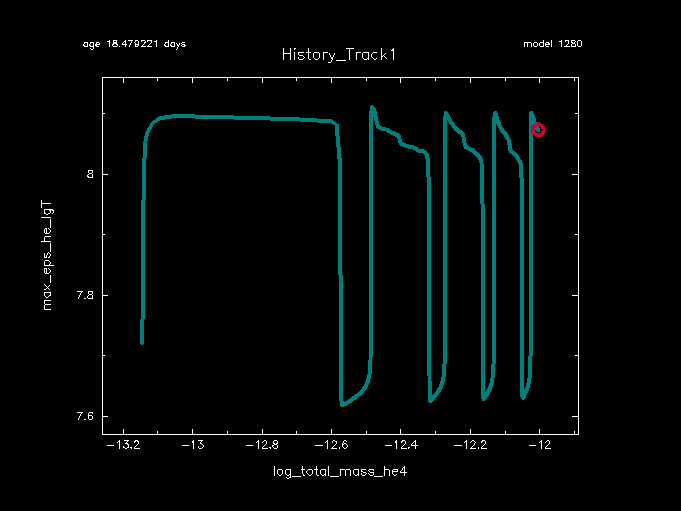 age 18.479221 days
model 1280
History_Track1
max_eps_he_lgT
8
7.8
7.6
−13.2
−13
−12.8
−12.6
−12.4
−12.2
−12
log_total_mass_he4